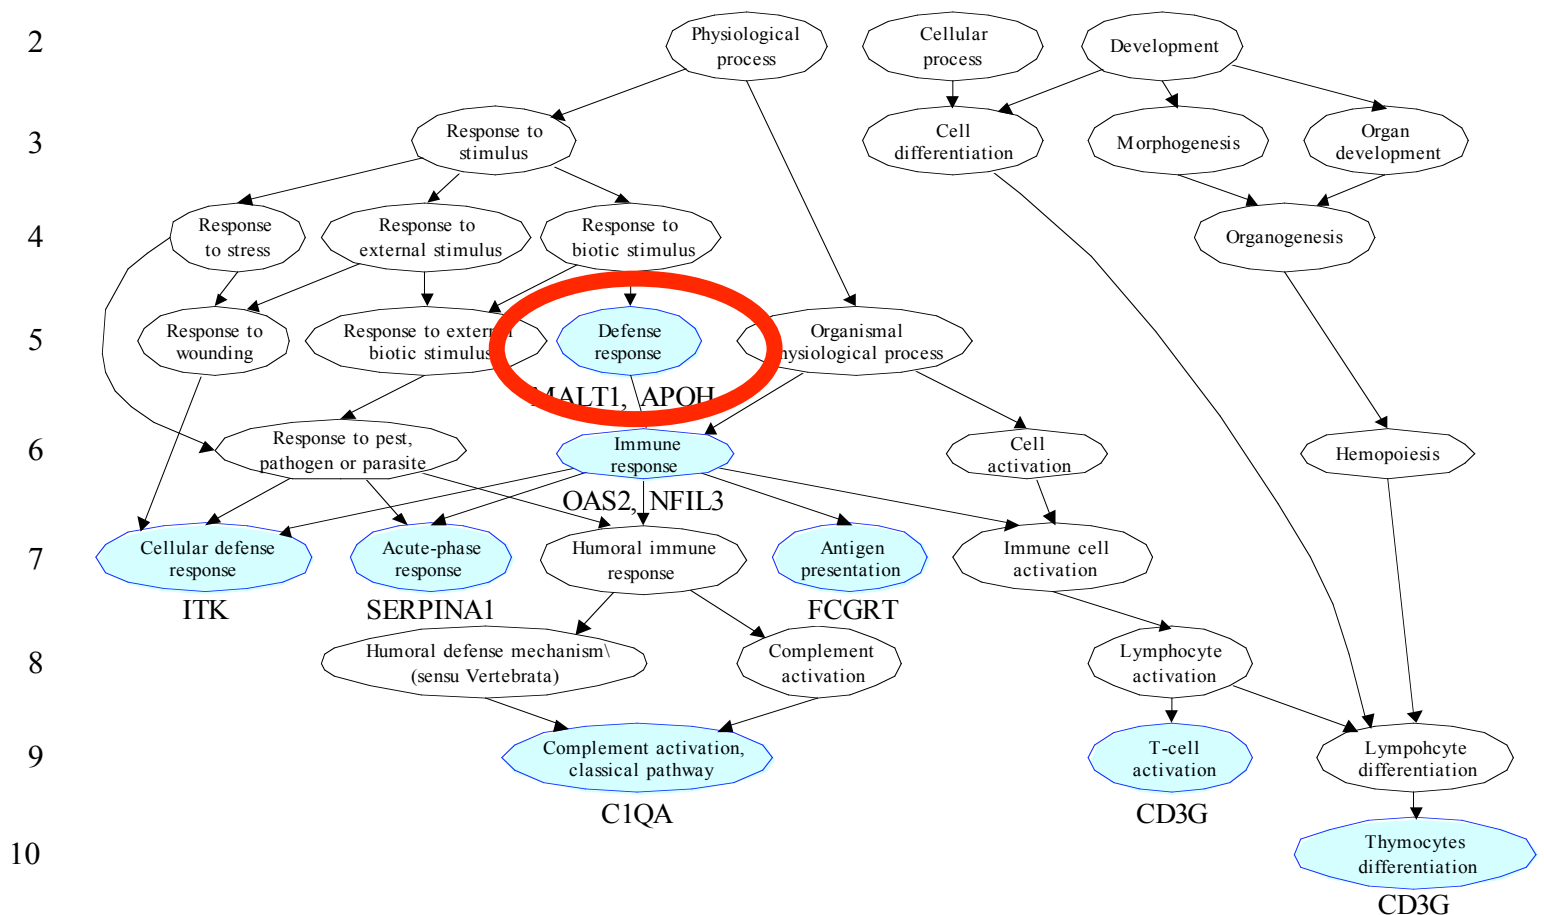 2
Physiological
process
Cellular
process
Development
3
Response to
stimulus
Cell
differentiation
Morphogenesis
Organ
development
4
Response
to stress
Response to
external stimulus
Response to
biotic stimulus
Organogenesis
5
Response to
wounding
Response to external
biotic stimulus
Defense
response
Organismal
physiological process
MALT1, APOH
6
Response to pest,
pathogen or parasite
Immune
response
Cell
activation
Hemopoiesis
OAS2, NFIL3
7
Cellular defense
response
Acute-phase
response
Humoral immune
response
Antigen
presentation
Immune cell
activation
ITK
SERPINA1
FCGRT
8
Humoral defense mechanism\
(sensu Vertebrata)
Complement
activation
Lymphocyte
activation
9
Complement activation,
classical pathway
T-cell
activation
Lympohcyte
differentiation
C1QA
CD3G
10
Thymocytes
differentiation
CD3G